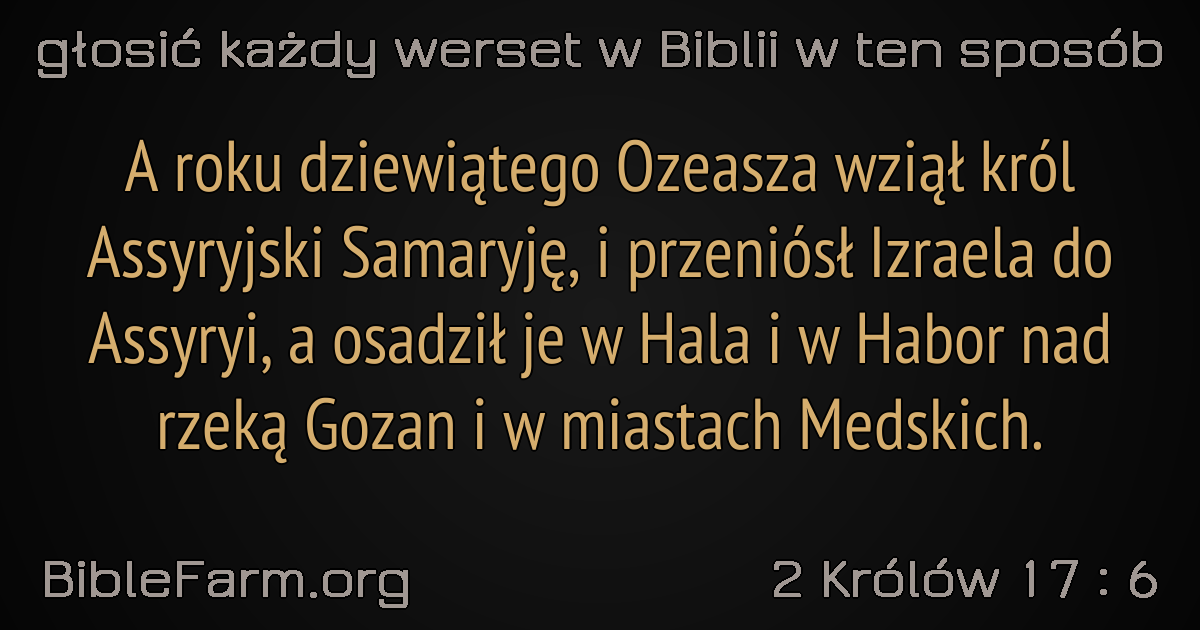 głosić każdy werset w Biblii w ten sposób
A roku dziewiątego Ozeasza wziął król
Assyryjski Samaryję, i przeniósł Izraela do
Assyryi, a osadził je w Hala i w Habor nad
rzeką Gozan i w miastach Medskich.
BibleFarm.org
2 Królów 17 : 6